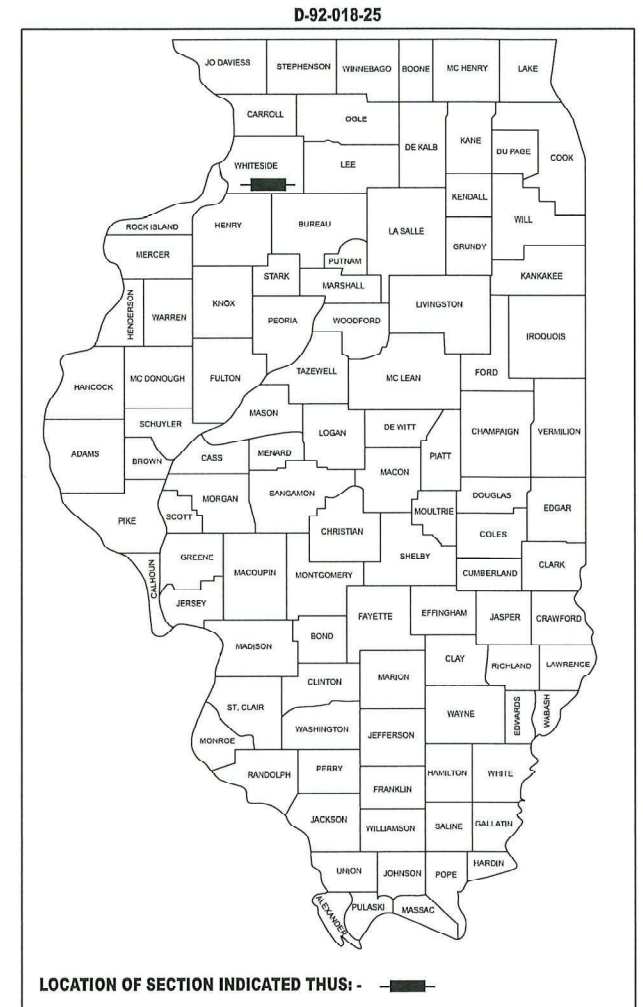 D-92-018-25
JO DAVIESS
STEPHENSON
WINNEBAGO
BOONE
MC HENRY
LAKE
CARROLL
OGLE
DE KALB
KANE
DU PAGE
COOK
WHITESIDE
LEE
KENDALL
WILL
ROCK ISLAND
HENRY
BUREAU
LA SALLE
GRUNDY
MERCER
PUTNAM
KANKAKEE
STARK
MARSHALL
HENDERSON
WARREN
KNOX
PEORIA
WOODFORD
LIVINGSTON
IROQUOIS
HANCOCK
MC DONOUGH
FULTON
TAZEWELL
MC LEAN
FORD
MASON
SCHUYLER
LOGAN
DE WITT
CHAMPAIGN
VERMILION
ADAMS
BROWN
CASS
MENARD
PIATT
MACON
MORGAN
SANGAMON
DOUGLAS
EDGAR
PIKE
SCOTT
CHRISTIAN
MOULTRIE
COLES
GREENE
SHELBY
CALHOUN
MACOUPIN
MONTGOMERY
CUMBERLAND
CLARK
JERSEY
FAYETTE
EFFINGHAM
JASPER
CRAWFORD
MADISON
BOND
CLAY
RICHLAND
LAWRENCE
CLINTON
MARION
ST. CLAIR
WAYNE
EDWARDS
WABASH
WASHINGTON
JEFFERSON
MONROE
RANDOLPH
PERRY
HAMILTON
WHITE
FRANKLIN
JACKSON
WILLIAMSON
SALINE
GALLATIN
UNION
JOHNSON
POPE
HARDIN
ALEXANDER
PULASKI
MASSAC
LOCATION OF SECTION INDICATED THUS: -